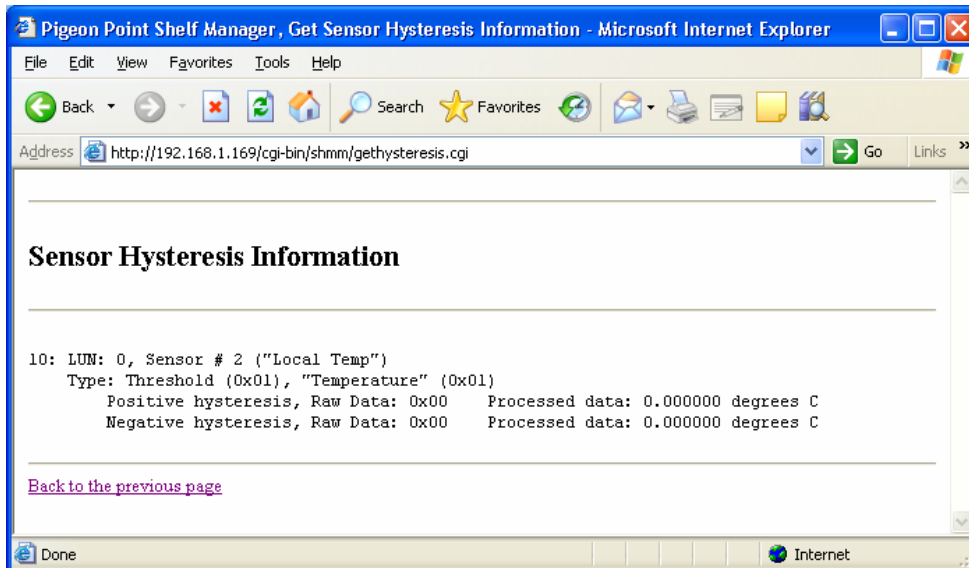 Pigeon Point Shelf Manager, Get Sensor Hysteresis Information - Microsoft Internet Explorer
File Edit View Favorites Tools Help
Back Search Favorites
Address http://192.168.1.169/cgi-bin/shmm/gethysteresis.cgi Go Links »
Sensor Hysteresis Information
10: LUN: 0, Sensor # 2 ("Local Temp")
Type: Threshold (0x01), "Temperature" (0x01)
Positive hysteresis, Raw Data: 0x00 Processed data: 0.000000 degrees C
Negative hysteresis, Raw Data: 0x00 Processed data: 0.000000 degrees C
Back to the previous page
Done Internet